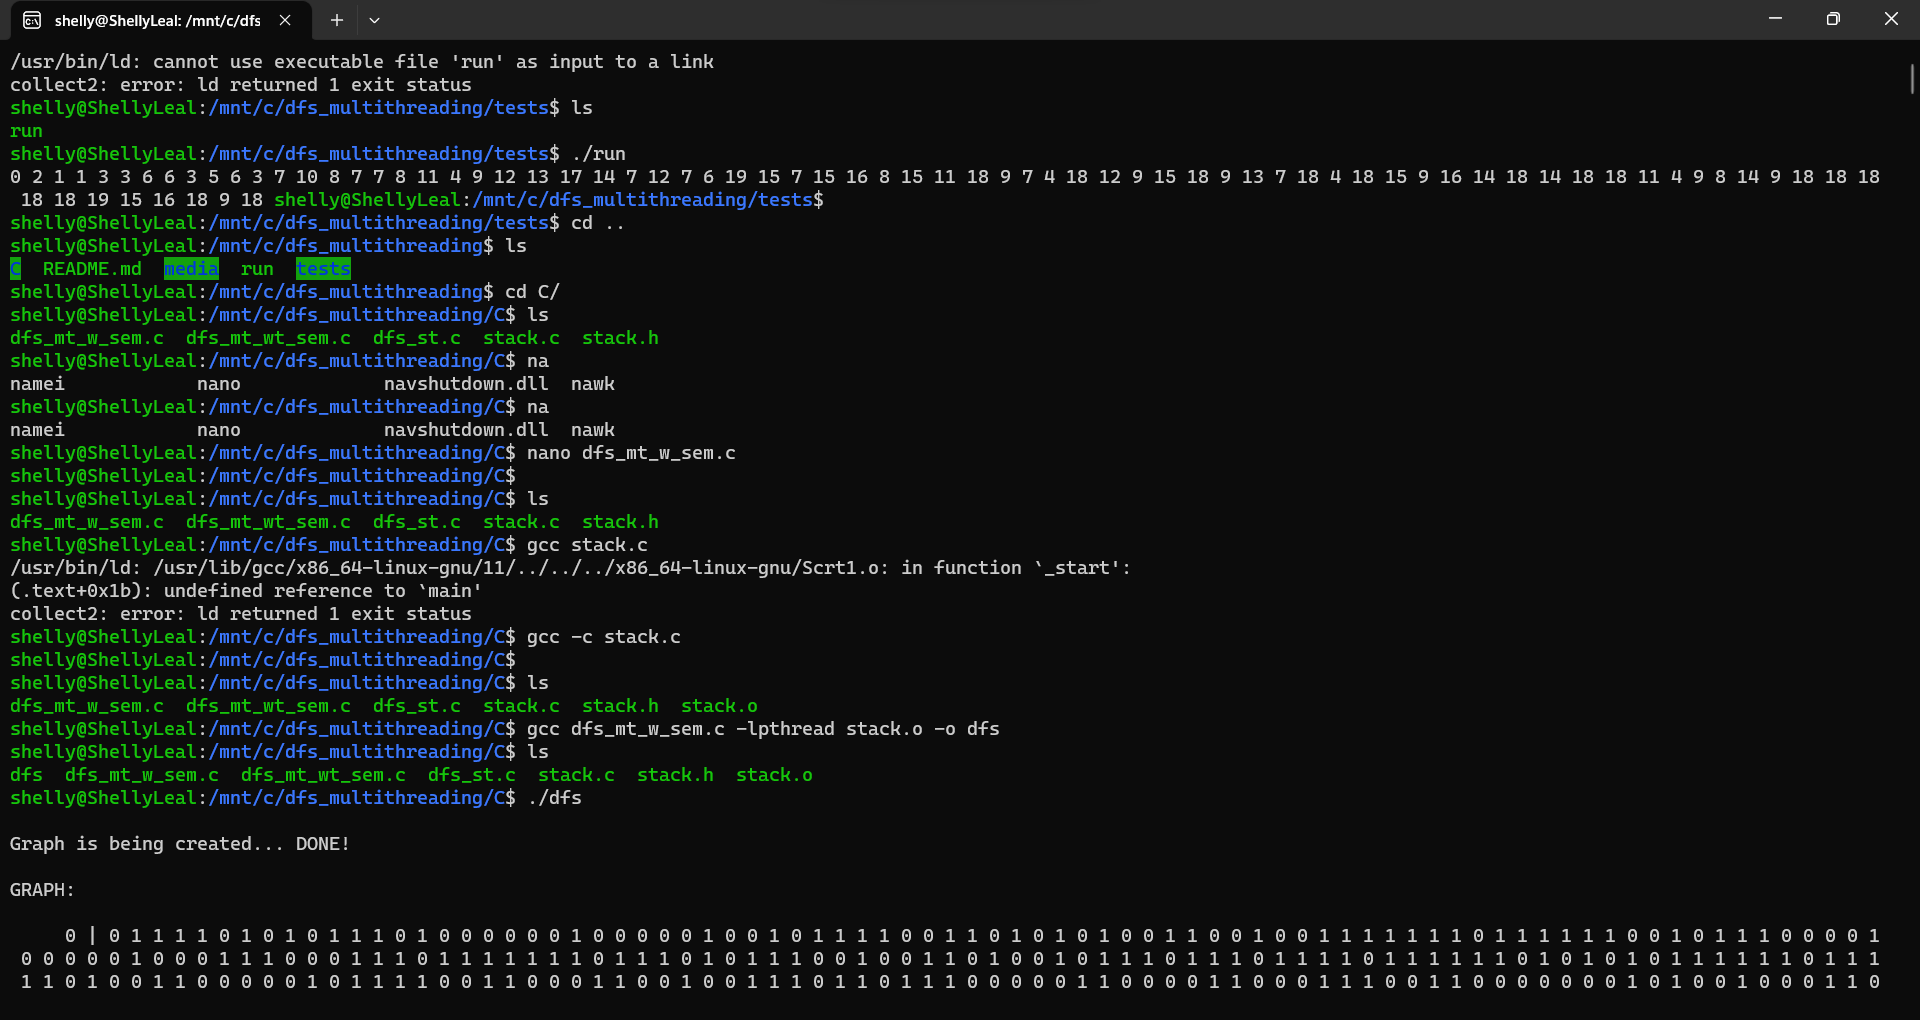 shelly@ShellyLeal: /mnt/c/dfs
/usr/bin/ld: cannot use executable file 'run' as input to a link
collect2: error: ld returned 1 exit status
shelly@ShellyLeal:/mnt/c/dfs_multithreading/tests$ ls
run
shelly@ShellyLeal:/mnt/c/dfs_multithreading/tests$ ./run
0 2 1 1 3 3 6 6 3 5 6 3 7 10 8 7 7 8 11 4 9 12 13 17 14 7 12 7 6 19 15 7 15 16 8 15 11 18 9 7 4 18 12 9 15 18 9 13 7 18 4 18 15 9 16 14 18 14 18 18 11 4 9 8 14 9 18 18 18
18 18 19 15 16 18 9 18 shelly@ShellyLeal:/mnt/c/dfs_multithreading/tests$
shelly@ShellyLeal:/mnt/c/dfs_multithreading/tests$ cd ..
shelly@ShellyLeal:/mnt/c/dfs_multithreading$ ls
C  README.md  media  run  tests
shelly@ShellyLeal:/mnt/c/dfs_multithreading$ cd C/
shelly@ShellyLeal:/mnt/c/dfs_multithreading/C$ ls
dfs_mt_w_sem.c  dfs_mt_wt_sem.c  dfs_st.c  stack.c  stack.h
shelly@ShellyLeal:/mnt/c/dfs_multithreading/C$ na
namei            nano             navshutdown.dll  nawk
shelly@ShellyLeal:/mnt/c/dfs_multithreading/C$ na
namei            nano             navshutdown.dll  nawk
shelly@ShellyLeal:/mnt/c/dfs_multithreading/C$ nano dfs_mt_w_sem.c
shelly@ShellyLeal:/mnt/c/dfs_multithreading/C$
shelly@ShellyLeal:/mnt/c/dfs_multithreading/C$ ls
dfs_mt_w_sem.c  dfs_mt_wt_sem.c  dfs_st.c  stack.c  stack.h
shelly@ShellyLeal:/mnt/c/dfs_multithreading/C$ gcc stack.c
/usr/bin/ld: /usr/lib/gcc/x86_64-linux-gnu/11/../../../x86_64-linux-gnu/Scrt1.o: in function `_start':
(.text+0x1b): undefined reference to `main'
collect2: error: ld returned 1 exit status
shelly@ShellyLeal:/mnt/c/dfs_multithreading/C$ gcc -c stack.c
shelly@ShellyLeal:/mnt/c/dfs_multithreading/C$
shelly@ShellyLeal:/mnt/c/dfs_multithreading/C$ ls
dfs_mt_w_sem.c  dfs_mt_wt_sem.c  dfs_st.c  stack.c  stack.h  stack.o
shelly@ShellyLeal:/mnt/c/dfs_multithreading/C$ gcc dfs_mt_w_sem.c -lpthread stack.o -o dfs
shelly@ShellyLeal:/mnt/c/dfs_multithreading/C$ ls
dfs  dfs_mt_w_sem.c  dfs_mt_wt_sem.c  dfs_st.c  stack.c  stack.h  stack.o
shelly@ShellyLeal:/mnt/c/dfs_multithreading/C$ ./dfs
Graph is being created... DONE!
GRAPH:
0 | 0 1 1 1 1 0 1 0 1 0 1 1 1 0 1 0 0 0 0 0 0 1 0 0 0 0 0 1 0 0 1 0 1 1 1 1 0 0 1 1 0 1 0 1 0 1 0 0 1 1 0 0 1 0 0 1 1 1 1 1 1 1 0 1 1 1 1 1 1 0 0 1 0 1 1 1 0 0 0 0 1
0 0 0 0 0 1 0 0 0 1 1 1 0 0 0 1 1 1 0 1 1 1 1 1 1 1 0 1 1 1 0 1 0 1 1 1 0 0 1 0 0 1 1 0 1 0 0 1 0 1 1 1 0 1 1 1 0 1 1 1 1 0 1 1 1 1 1 1 0 1 0 1 0 1 0 1 1 1 1 1 1 0 1 1 1
1 1 0 1 0 0 1 1 0 0 0 0 0 1 0 1 1 1 1 0 0 1 1 0 0 0 1 1 0 0 1 0 0 1 1 1 0 1 1 0 1 1 1 0 0 0 0 0 1 1 0 0 0 0 1 1 0 0 0 1 1 1 0 0 1 1 0 0 0 0 0 0 0 1 0 1 0 0 1 0 0 0 1 1 0